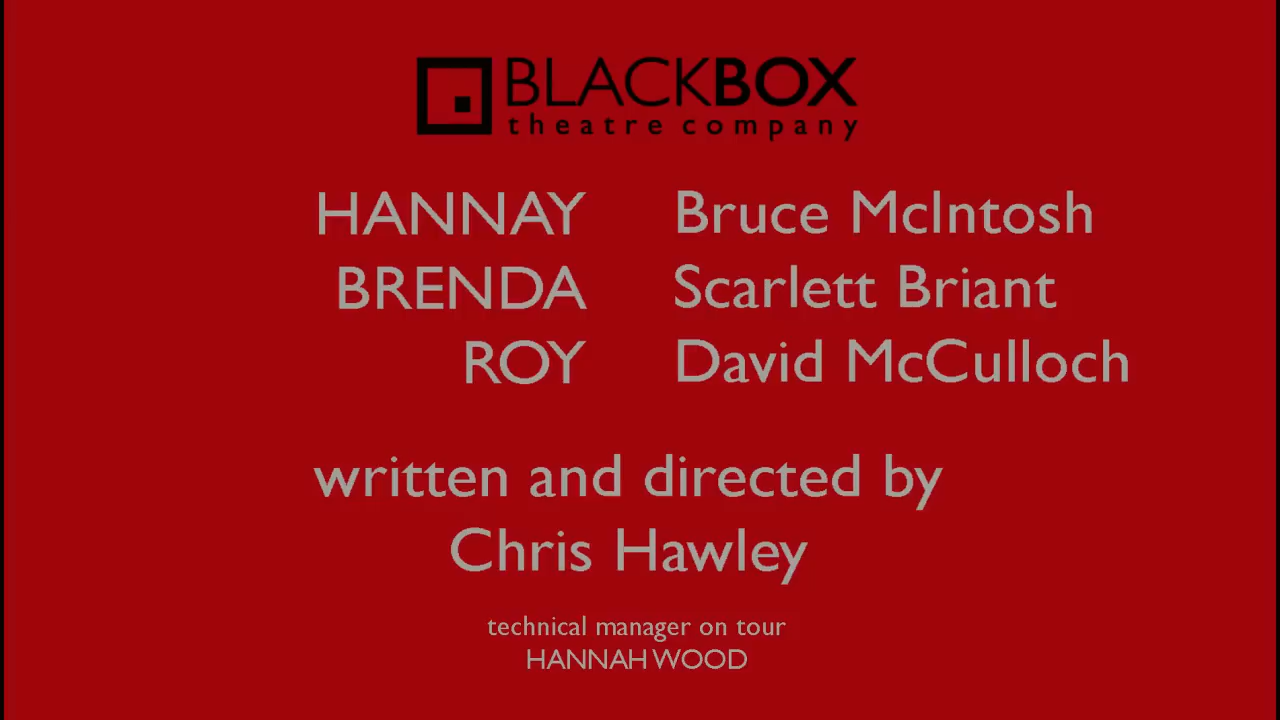 BLACKBOX
theatre company
HANNAY Bruce McIntosh
BRENDA Scarlett Briant
ROY David McCulloch
written and directed by
Chris Hawley
technical manager on tour
HANNAH WOOD